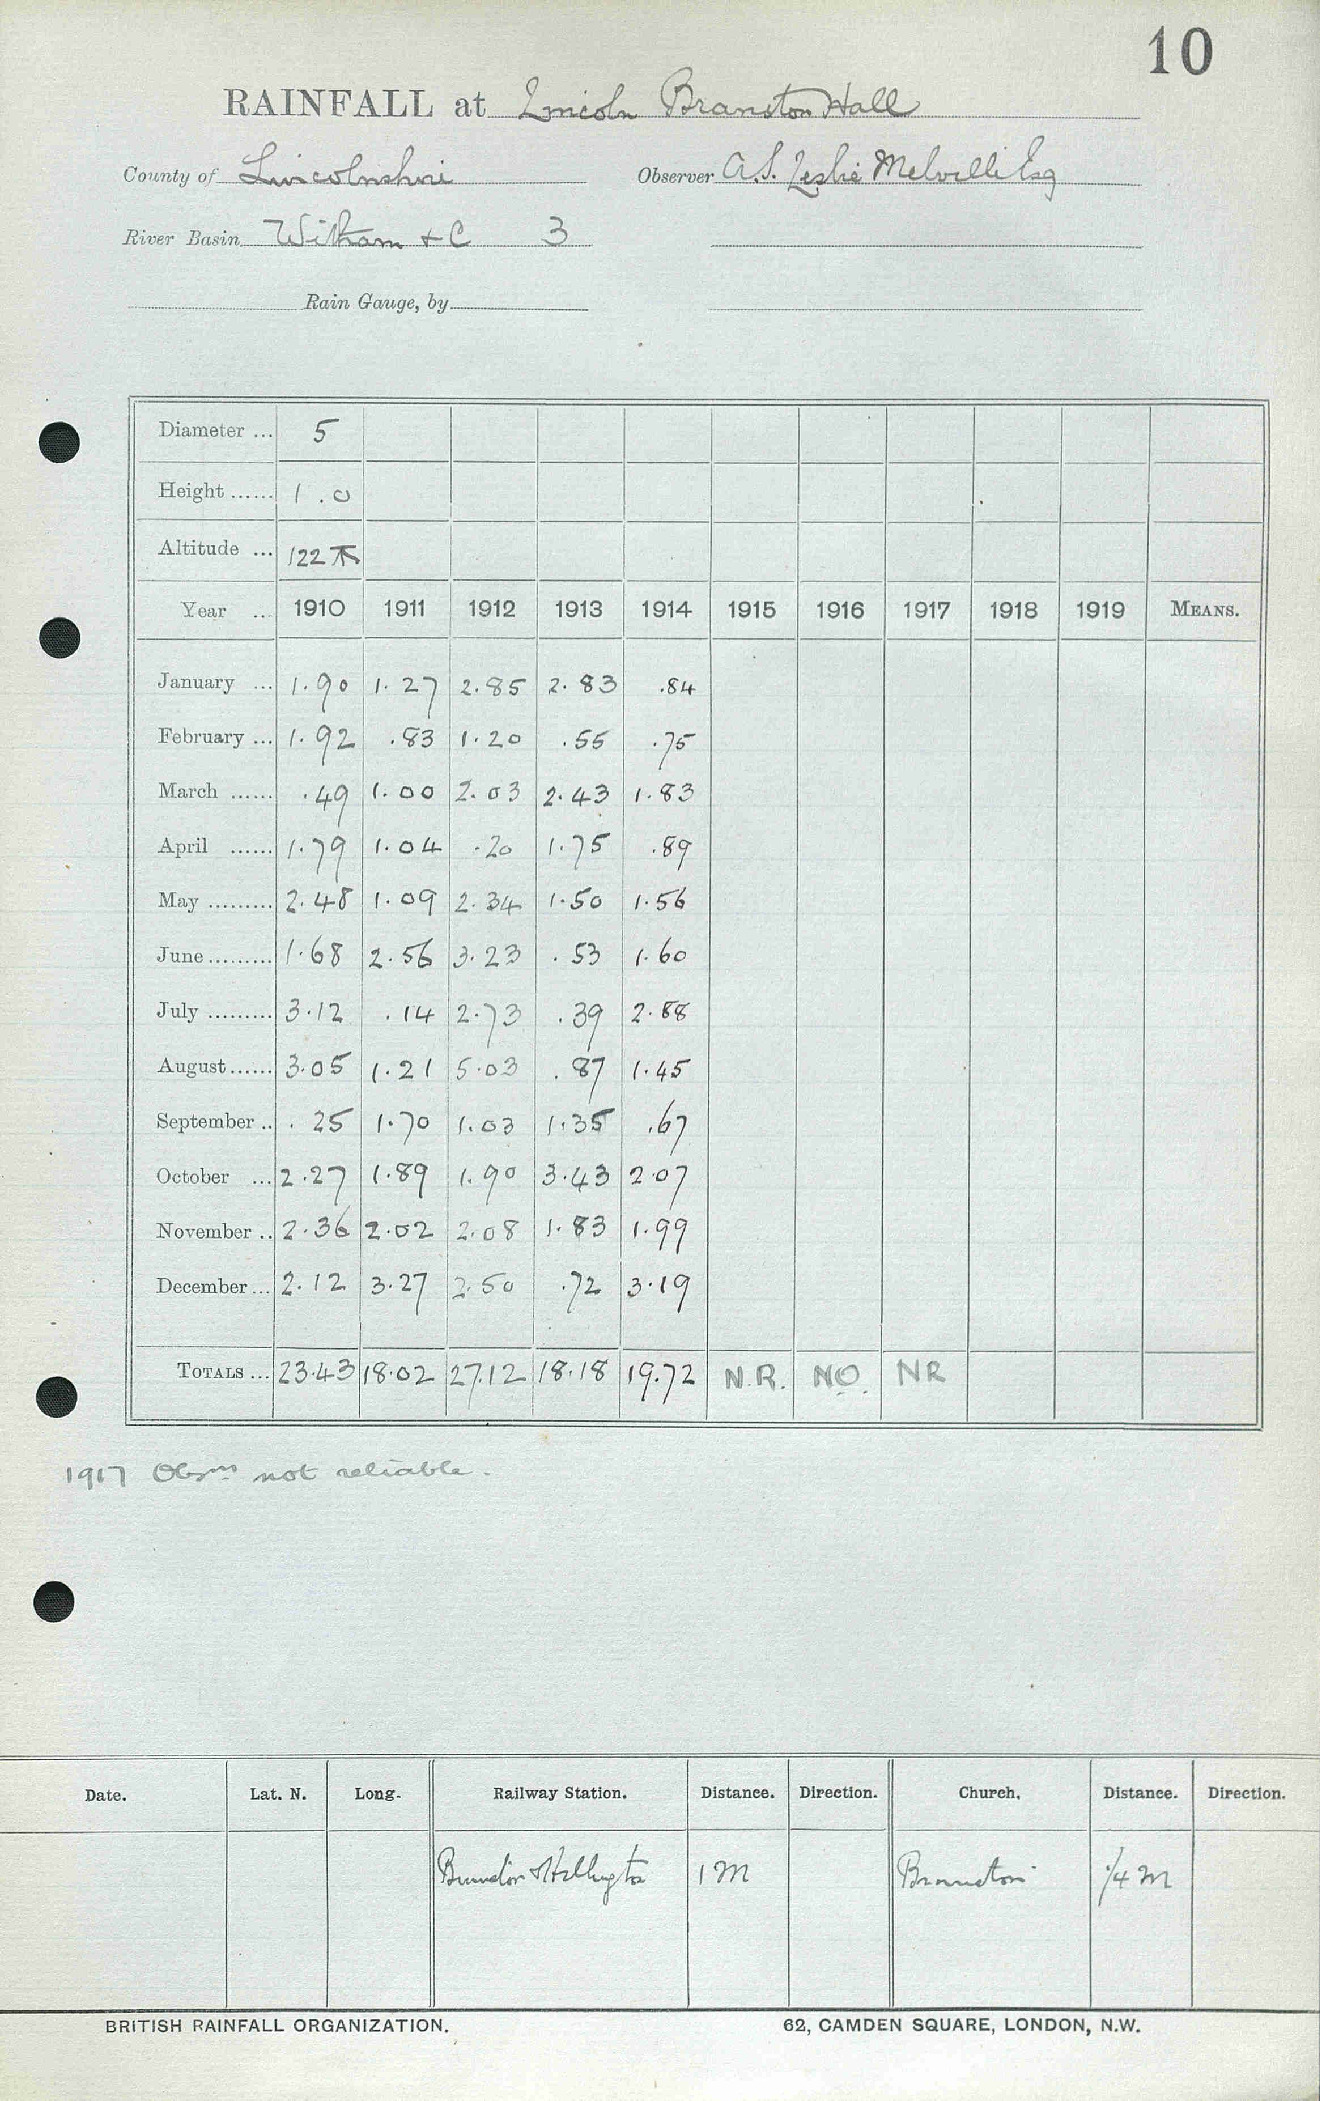 10
RAINFALL at Lincoln Branston Hall
County of Lincolnshire Observer A.S. Leslie Melville Esq
River Basin Witham & C 3
Rain Gauge, by
Diameter ... 5
Height ...... 1.0
Altitude ... 122
Year ... 1910 1911 1912 1913 1914 1915 1916 1917 1918 1919 MEANS.
January ... 1.90 1.27 2.85 2.83 .84
February ... 1.92 .83 1.20 .55 .75
March ...... .49 1.00 2.03 2.43 1.83
April ...... 1.79 1.04 .20 1.75 .89
May ......... 2.48 1.09 2.34 1.50 1.56
June ......... 1.68 2.56 3.23 .53 1.60
July ......... 3.12 .14 2.73 .39 2.88
August ...... 3.05 1.21 5.03 .87 1.45
September .. .25 1.70 1.03 1.35 .67
October ... 2.27 1.89 1.90 3.43 2.07
November .. 2.36 2.02 2.08 1.83 1.99
December ... 2.12 3.27 2.50 .72 3.19
TOTALS ... 23.43 18.02 27.12 18.18 19.72 N.R. NO. NR
1917 Obsns not reliable.
Date. Lat. N. Long. Railway Station. Distance. Direction. Church. Distance. Direction.
Branston & Heighington 1 M Branston 1/4 M
BRITISH RAINFALL ORGANIZATION. 62, CAMDEN SQUARE, LONDON, N.W.